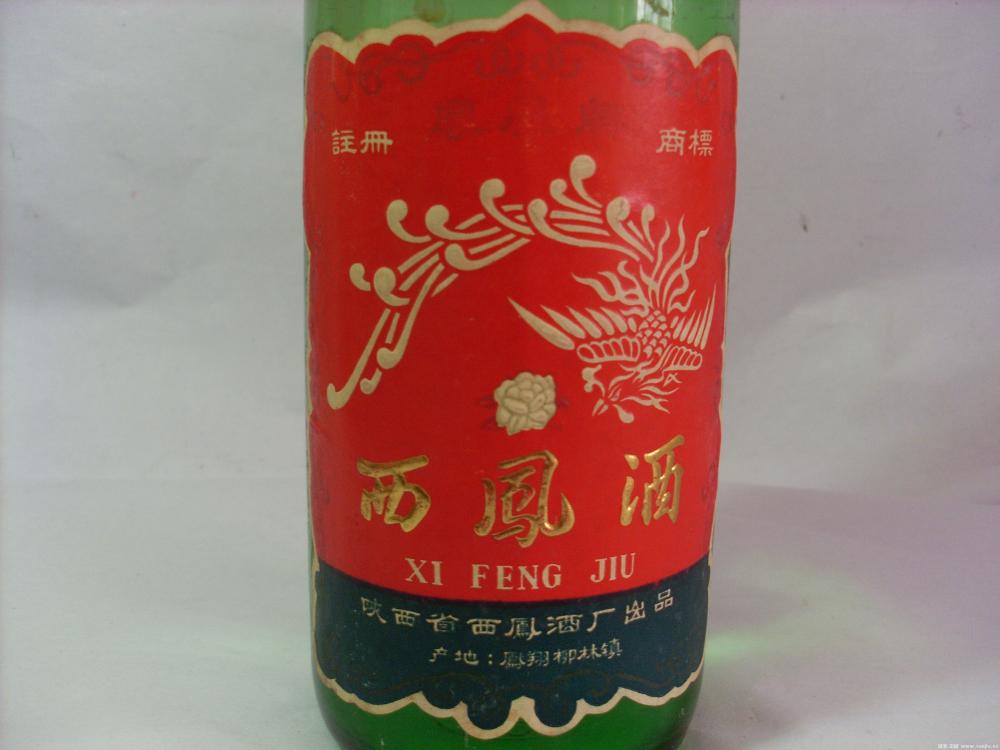 註冊 商標
西鳳酒
XI FENG JIU
陕西省西鳳酒厂出品
产地：鳳翔柳林镇